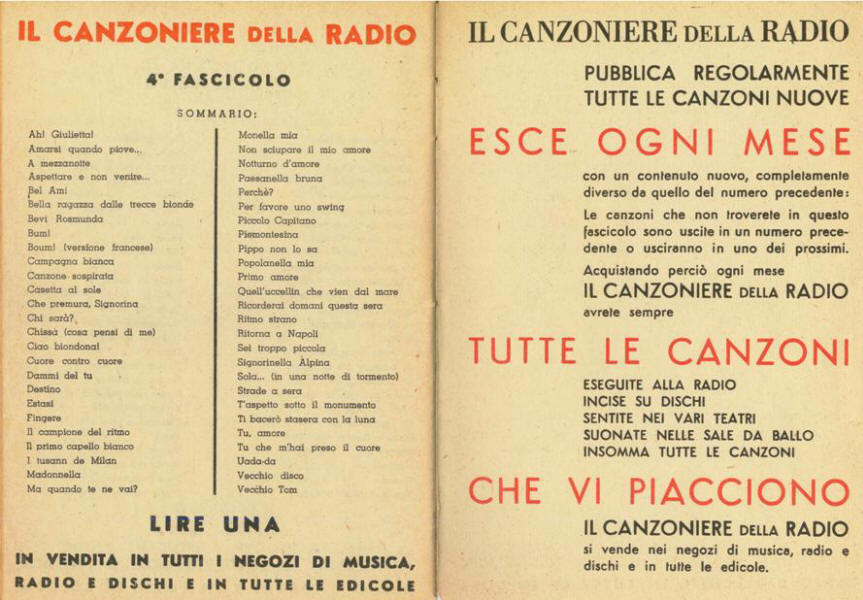 IL CANZONIERE DELLA RADIO
4º FASCICOLO
SOMMARIO:
Ah! Giulietta!
Amarsi quando piove...
A mezzanotte
Aspettare e non venire...
Bel Ami
Bella ragazza dalle trecce bionde
Bevi Rosmunda
Bum!
Boum! (versione francese)
Campagna bianca
Canzone sospirata
Casetta al sole
Che premura, Signorina
Chi sarà?
Chissà (cosa pensi di me)
Ciao biondona!
Cuore contro cuore
Dammi del tu
Destino
Estasi
Fingere
Il campione del ritmo
Il primo capello bianco
I tusann de Milan
Madonnella
Ma quando te ne vai?
Monella mia
Non sciupare il mio amore
Notturno d'amore
Passanella bruna
Perchè?
Per favore uno swing
Piccolo Capitano
Piemontesina
Pippo non lo sa
Popolanella mia
Primo amore
Quell'uccellin che vien dal mare
Ricorderai domani questa sera
Ritmo strano
Ritorna a Napoli
Sei troppo piccola
Signorinella Alpina
Sola... (in una notte di tormento)
Strade a sera
T'aspetto sotto il monumento
Ti bacerò stasera con la luna
Tu, amore
Tu che m'hai preso il cuore
Uada-da
Vecchio disco
Vecchio Tom
LIRE UNA
IN VENDITA IN TUTTI I NEGOZI DI MUSICA,
RADIO E DISCHI E IN TUTTE LE EDICOLE
IL CANZONIERE DELLA RADIO
PUBBLICA REGOLARMENTE
TUTTE LE CANZONI NUOVE
ESCE OGNI MESE
con un contenuto nuovo, completamente
diverso da quello del numero precedente:
Le canzoni che non troverete in questo
fascicolo sono uscite in un numero prece-
dente o usciranno in uno dei prossimi.
Acquistando perciò ogni mese
IL CANZONIERE DELLA RADIO
avrete sempre
TUTTE LE CANZONI
ESEGUITE ALLA RADIO
INCISE SU DISCHI
SENTITE NEI VARI TEATRI
SUONATE NELLE SALE DA BALLO
INSOMMA TUTTE LE CANZONI
CHE VI PIACCIONO
IL CANZONIERE DELLA RADIO
si vende nei negozi di musica, radio e
dischi e in tutte le edicole.